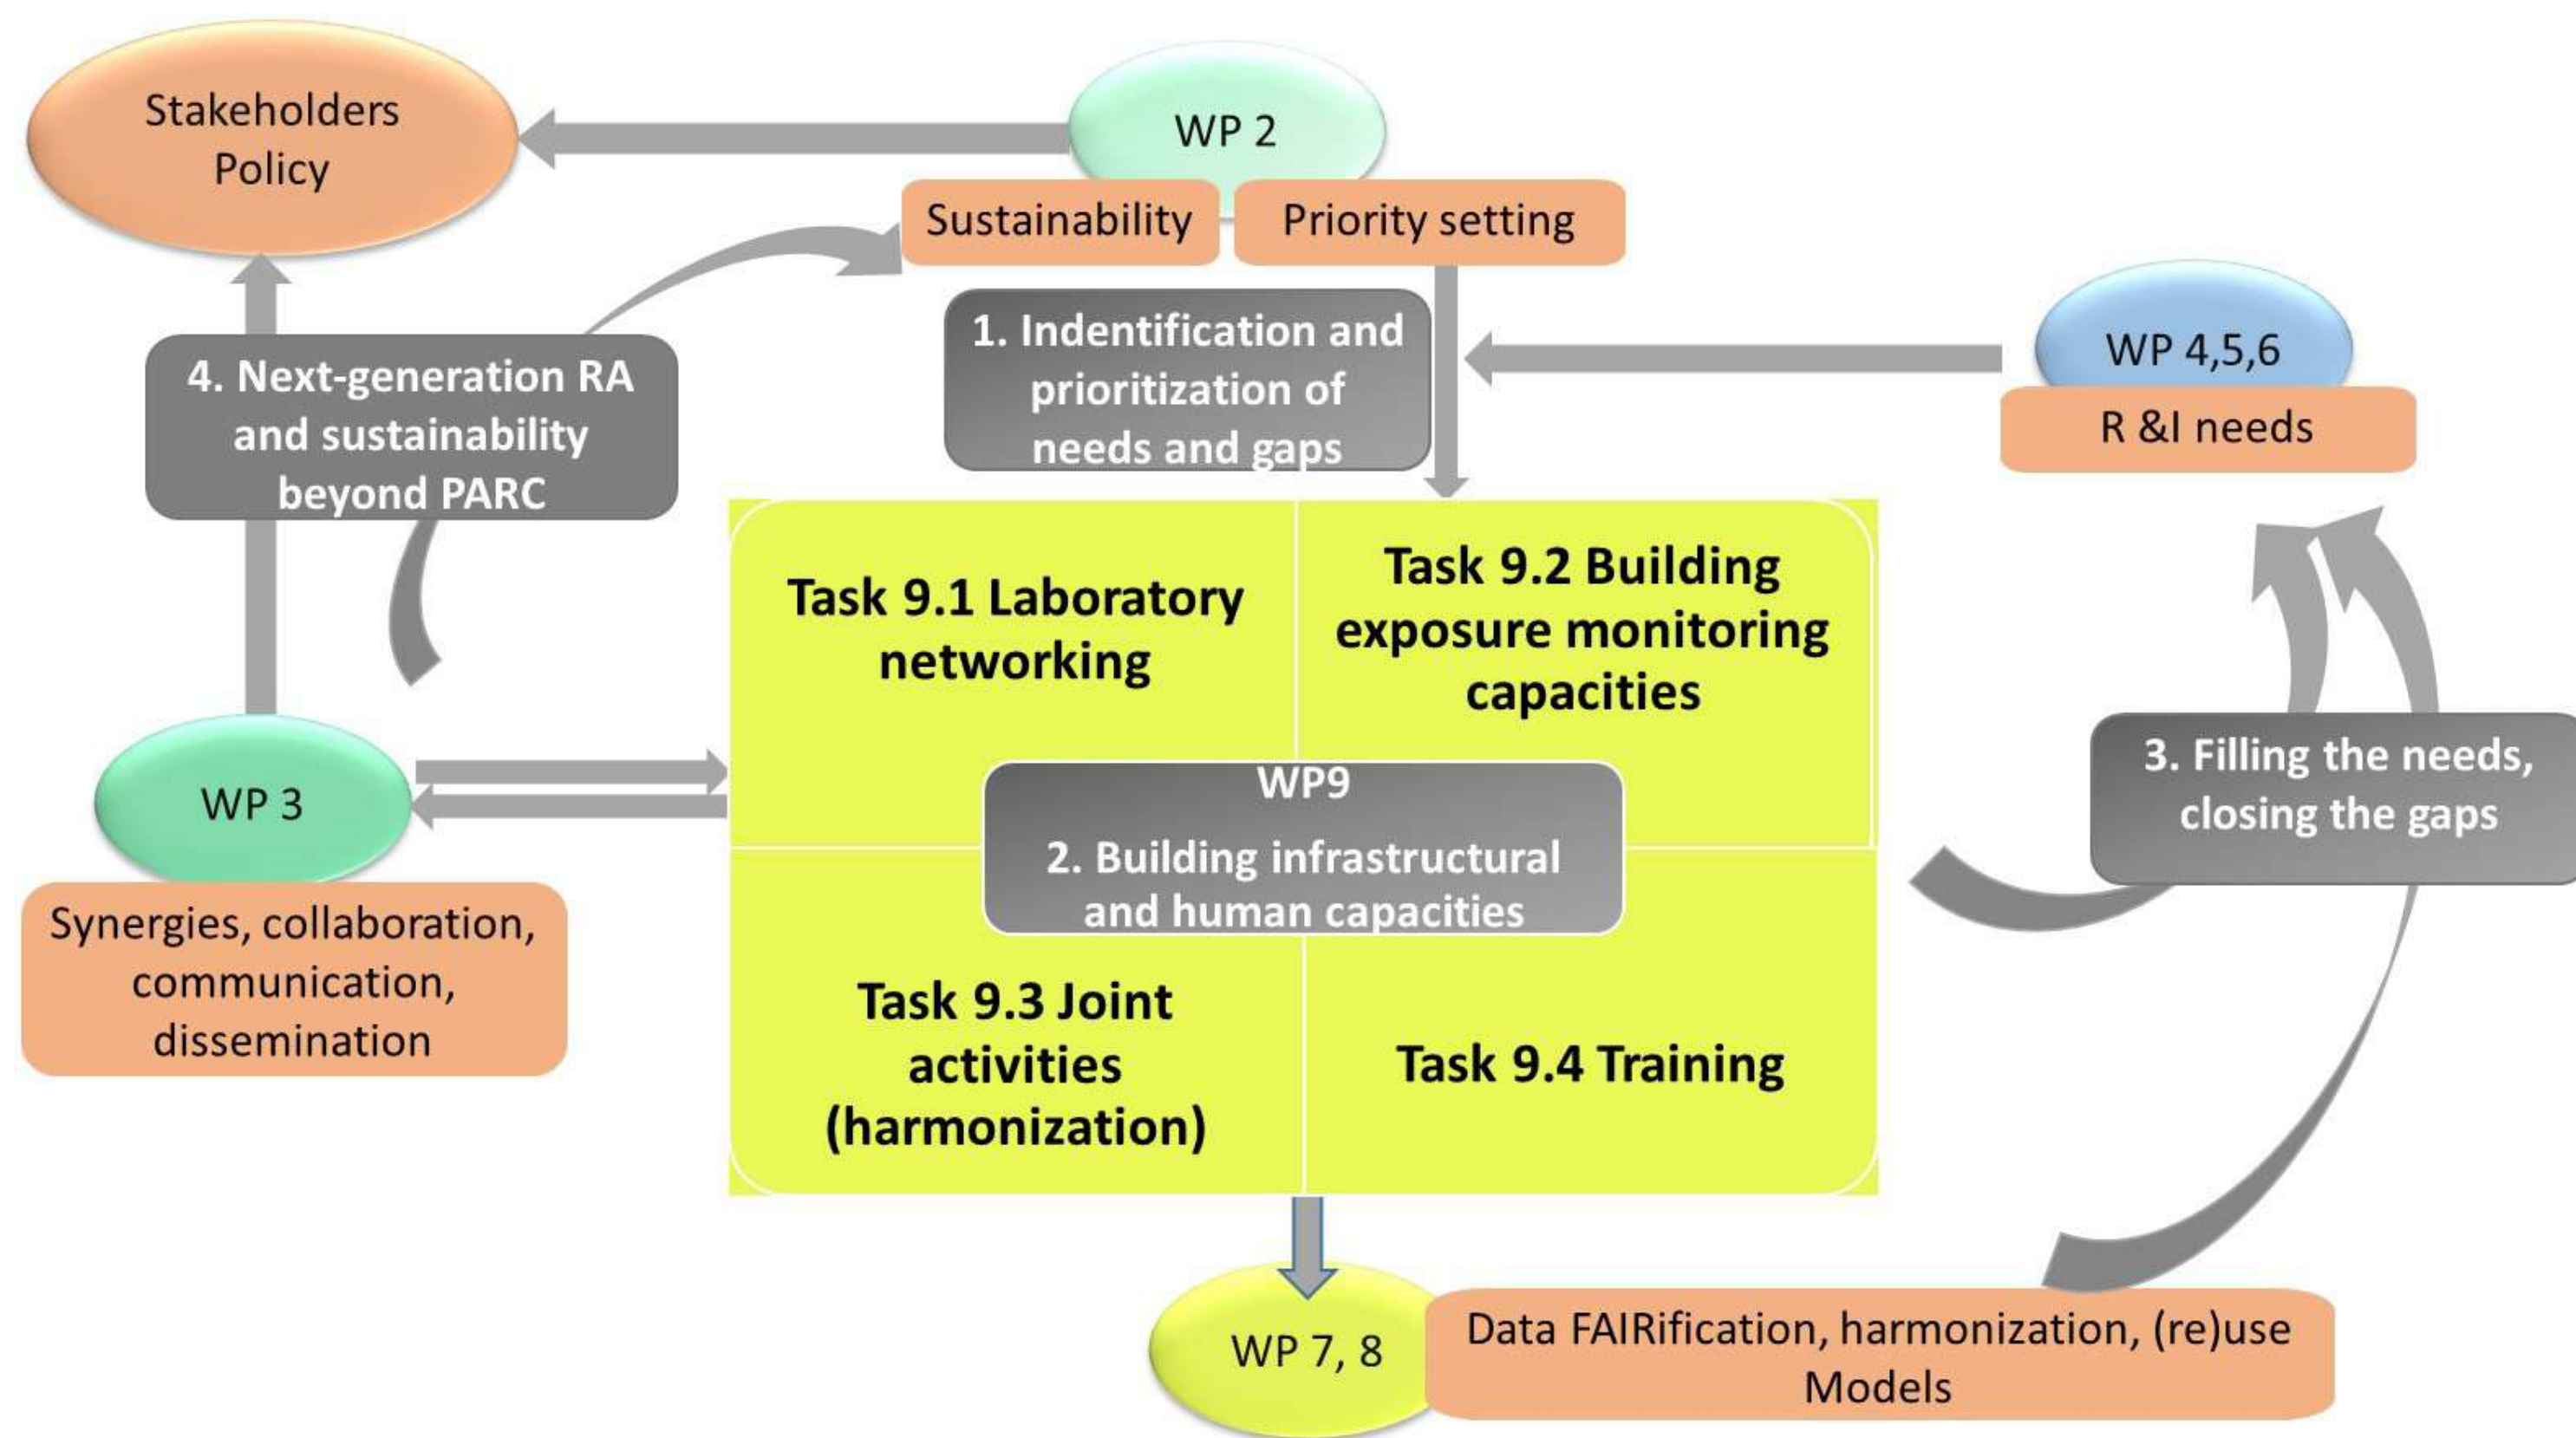 Stakeholders
Policy
WP 2
Sustainability
Priority setting
1. Indentification and
prioritization of
needs and gaps
WP 4,5,6
R &I needs
4. Next-generation RA
and sustainability
beyond PARC
Task 9.1 Laboratory
networking
Task 9.2 Building
exposure monitoring
capacities
WP9
2. Building infrastructural
and human capacities
3. Filling the needs,
closing the gaps
WP 3
Synergies, collaboration,
communication,
dissemination
Task 9.3 Joint
activities
(harmonization)
Task 9.4 Training
WP 7, 8
Data FAIRification, harmonization, (re)use
Models